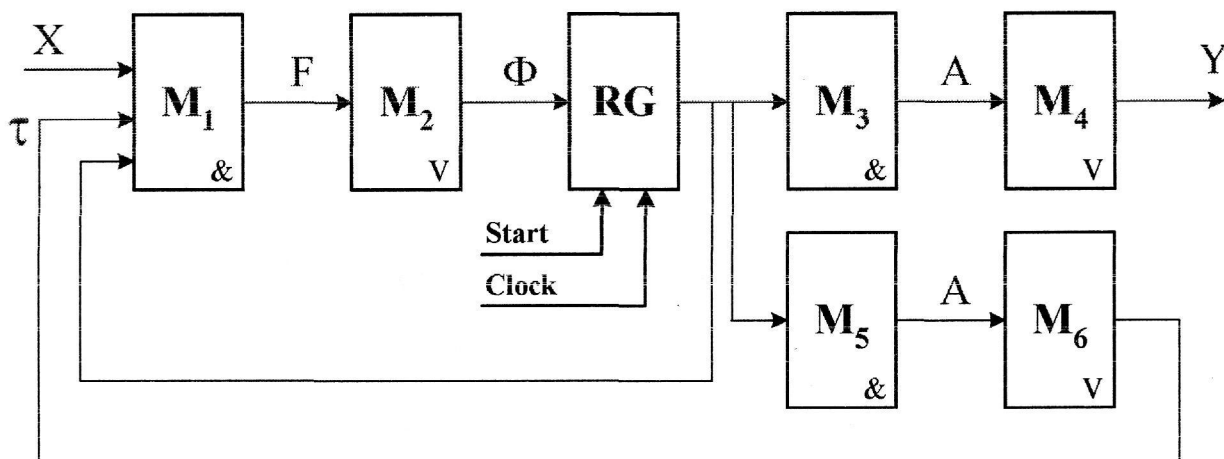 X
τ
M₁
&
F
M₂
V
Φ
RG
Start
Clock
M₃
&
A
M₄
V
Y
M₅
&
A
M₆
V